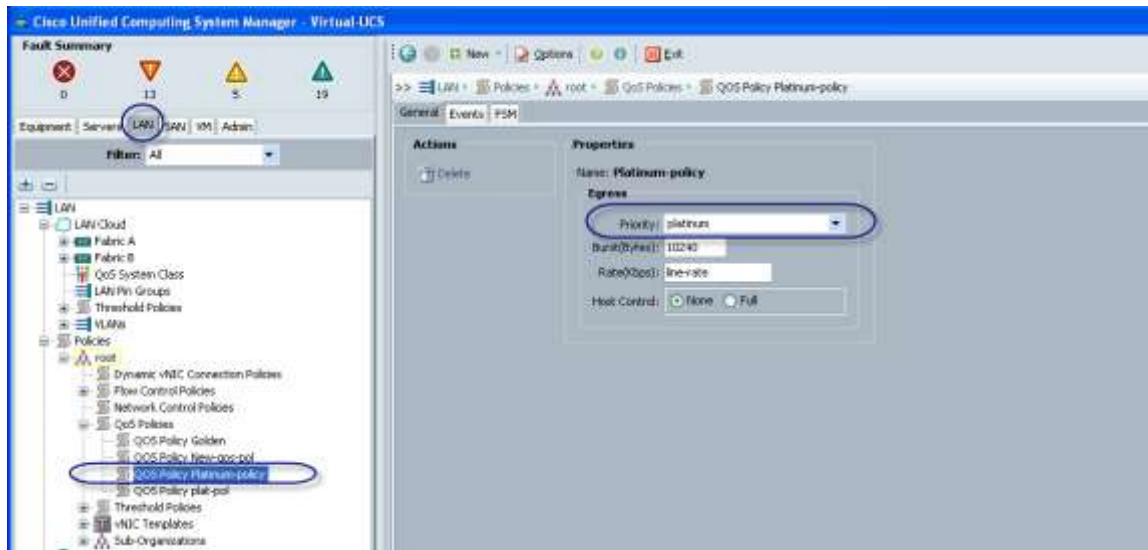 Cisco Unified Computing System Manager - Virtual-UCS
Fault Summary
0 13 5 19
Equipment Servers LAN SAN VM Admin
Filter: All
LAN
LAN Cloud
Fabric A
Fabric B
QoS System Class
LAN Pin Groups
Threshold Policies
VLANs
Policies
root
Dynamic vNIC Connection Policies
Flow Control Policies
Network Control Policies
QoS Policies
QOS Policy Golden
QOS Policy New-qos-pol
QOS Policy Platinum-policy
QOS Policy plat-pol
Threshold Policies
vNIC Templates
Sub-Organizations
New Options Exit
>> LAN Policies root QoS Policies QOS Policy Platinum-policy
General Events FSM
Actions
Delete
Properties
Name: Platinum-policy
Egress
Priority: platinum
Burst(Bytes): 10240
Rate(Kbps): line-rate
Host Control: None Full